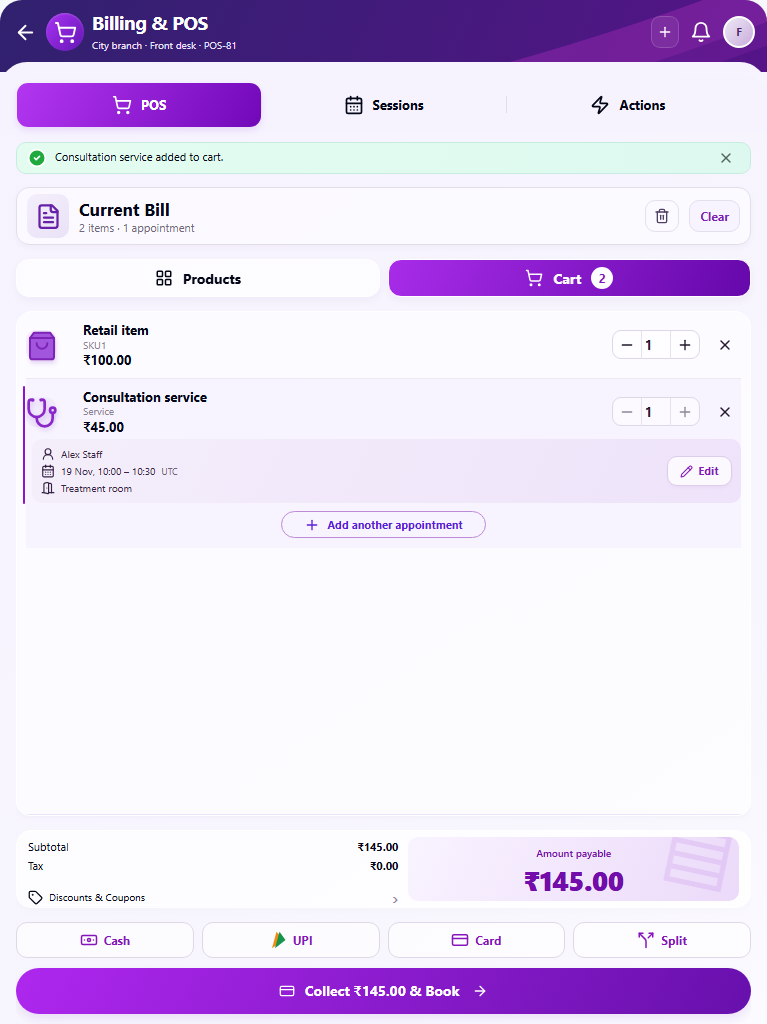 Billing & POS
City branch · Front desk · POS-81
F
POS
Sessions
Actions
Consultation service added to cart.
Current Bill
2 items · 1 appointment
Clear
Products
Cart 2
Retail item
SKU1
₹100.00
1
Consultation service
Service
₹45.00
1
Alex Staff
19 Nov, 10:00 – 10:30 UTC
Treatment room
Edit
Add another appointment
Subtotal ₹145.00
Tax ₹0.00
Discounts & Coupons
Amount payable
₹145.00
Cash
UPI
Card
Split
Collect ₹145.00 & Book